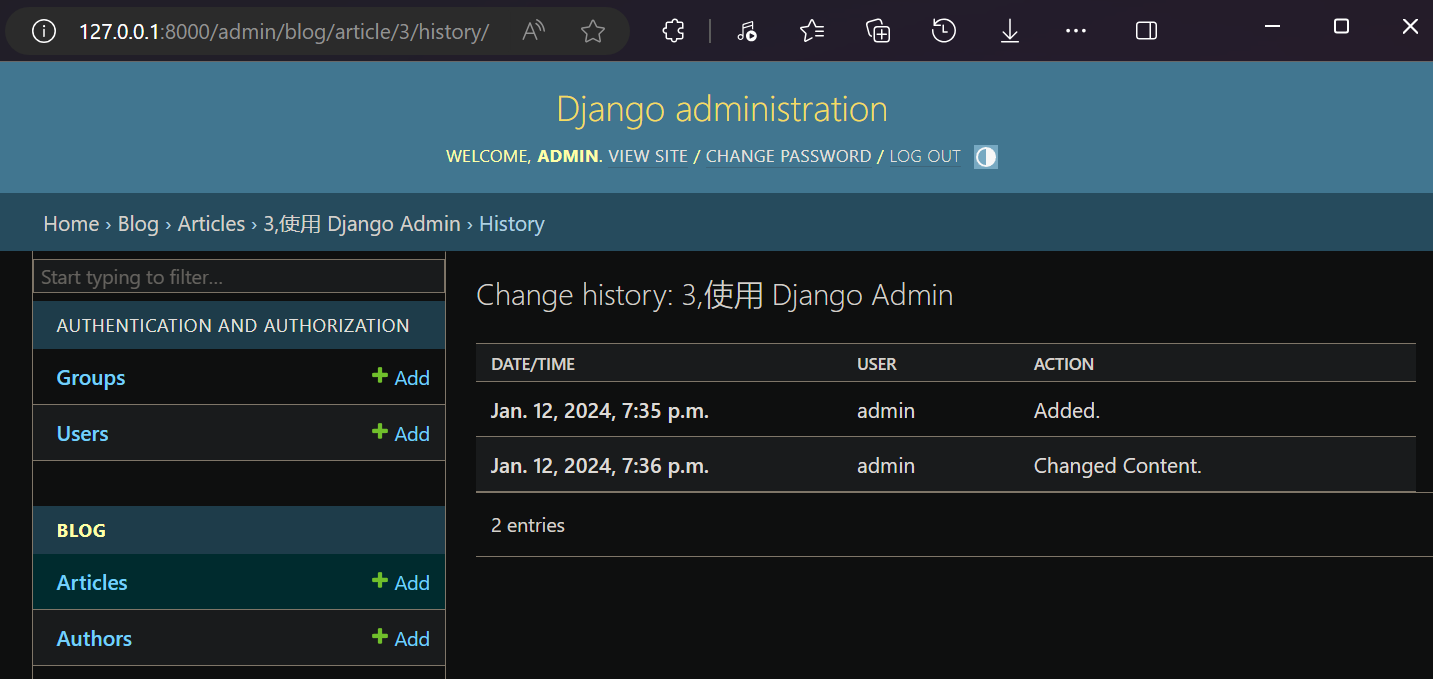 127.0.0.1:8000/admin/blog/article/3/history/
Django administration
WELCOME, ADMIN. VIEW SITE / CHANGE PASSWORD / LOG OUT
Home › Blog › Articles › 3,使用 Django Admin › History
Start typing to filter...
AUTHENTICATION AND AUTHORIZATION
Groups Add
Users Add
BLOG
Articles Add
Authors Add
Change history: 3,使用 Django Admin
DATE/TIME USER ACTION
Jan. 12, 2024, 7:35 p.m. admin Added.
Jan. 12, 2024, 7:36 p.m. admin Changed Content.
2 entries